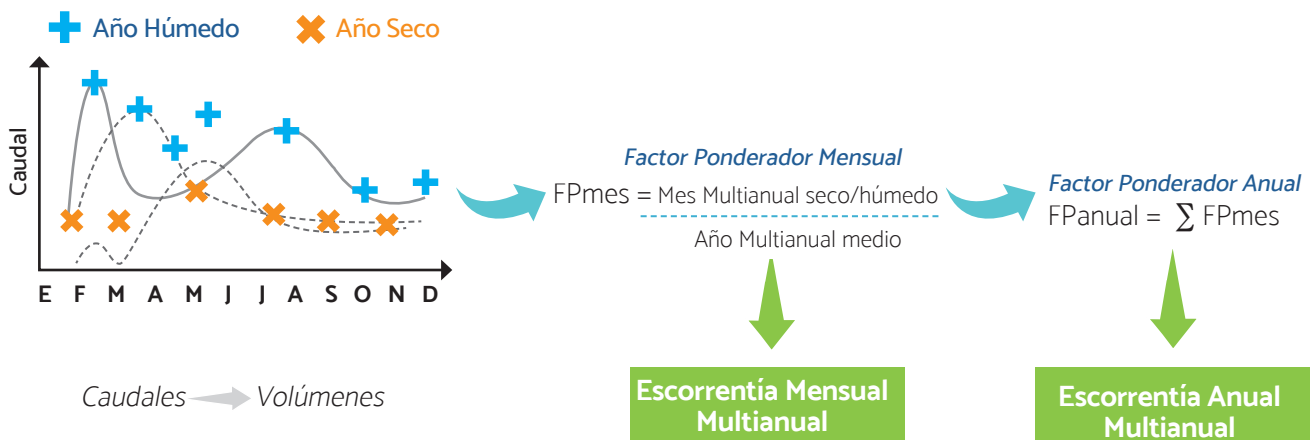 Año Húmedo
Año Seco
Caudal
E F M A M J J A S O N D
Caudales
Volúmenes
Factor Ponderador Mensual
FPmes = Mes Multianual seco/húmedo
Año Multianual medio
Factor Ponderador Anual
FPanual = ∑ FPmes
Escorrentía Mensual
Multianual
Escorrentía Anual
Multianual